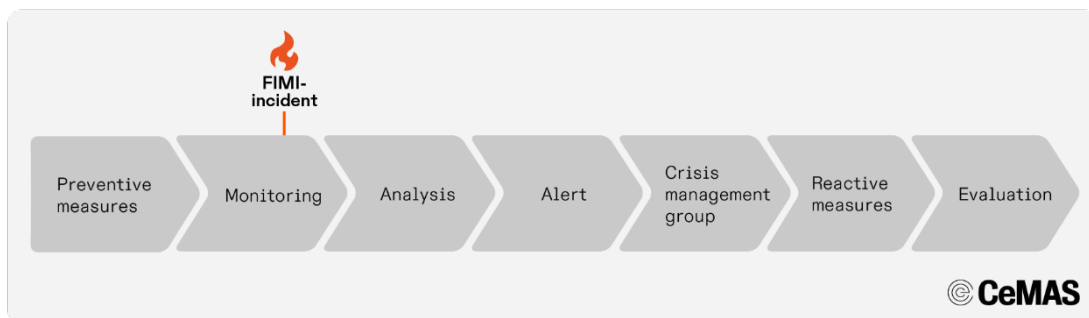 FIMI-
incident
Preventive
measures
Monitoring
Analysis
Alert
Crisis
management
group
Reactive
measures
Evaluation
CeMAS